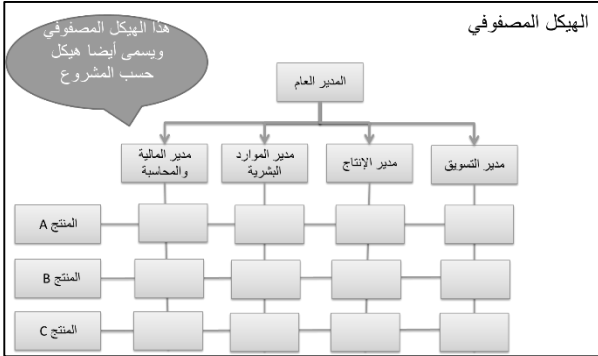 الهيكل المصفوفي
هذا الهيكل المصفوفي
ويسمى أيضا هيكل
حسب المشروع
المدير العام
مدير التسويق
مدير الإنتاج
مدير الموارد
البشرية
مدير المالية
والمحاسبة
المنتج A
المنتج B
المنتج C